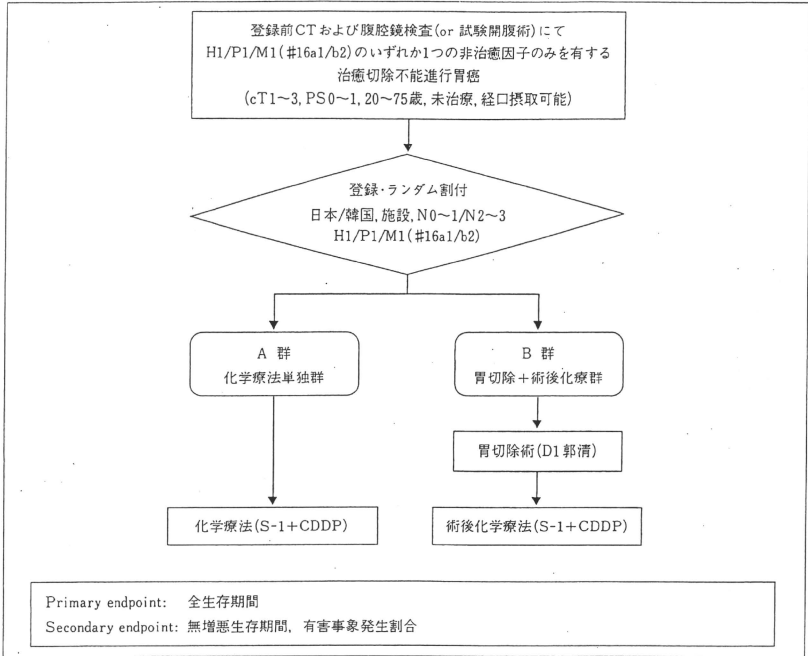 登録前CTおよび腹腔鏡検査(or 試験開腹術)にて
H1/P1/M1(#16a1/b2)のいずれか1つの非治癒因子のみを有する
治癒切除不能進行胃癌
(cT1~3, PS0~1, 20~75歳, 未治療, 経口摂取可能)
登録・ランダム割付
日本/韓国, 施設, N0~1/N2~3
H1/P1/M1(#16a1/b2)
A 群
化学療法単独群
B 群
胃切除+術後化療群
胃切除術(D1郭清)
化学療法(S-1+CDDP)
術後化学療法(S-1+CDDP)
Primary endpoint: 全生存期間
Secondary endpoint: 無増悪生存期間, 有害事象発生割合